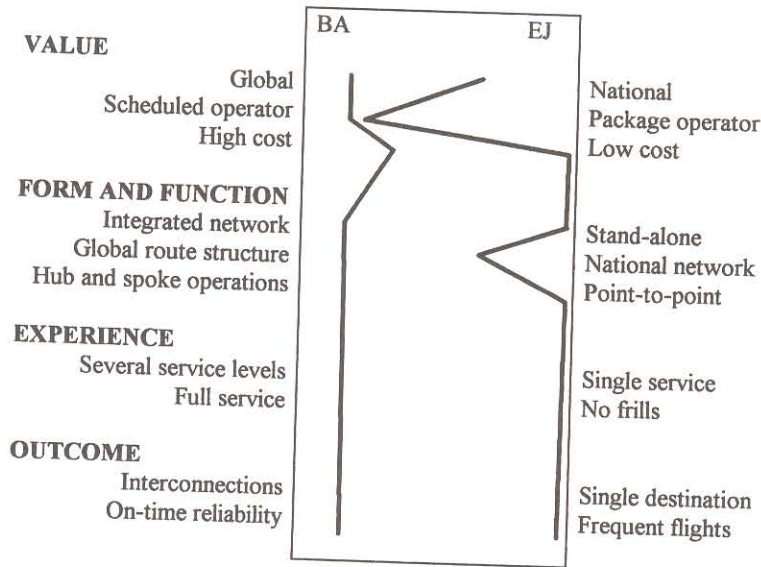 BA EJ
VALUE
Global National
Scheduled operator Package operator
High cost Low cost
FORM AND FUNCTION
Integrated network Stand-alone
Global route structure National network
Hub and spoke operations Point-to-point
EXPERIENCE
Several service levels Single service
Full service No frills
OUTCOME
Interconnections Single destination
On-time reliability Frequent flights